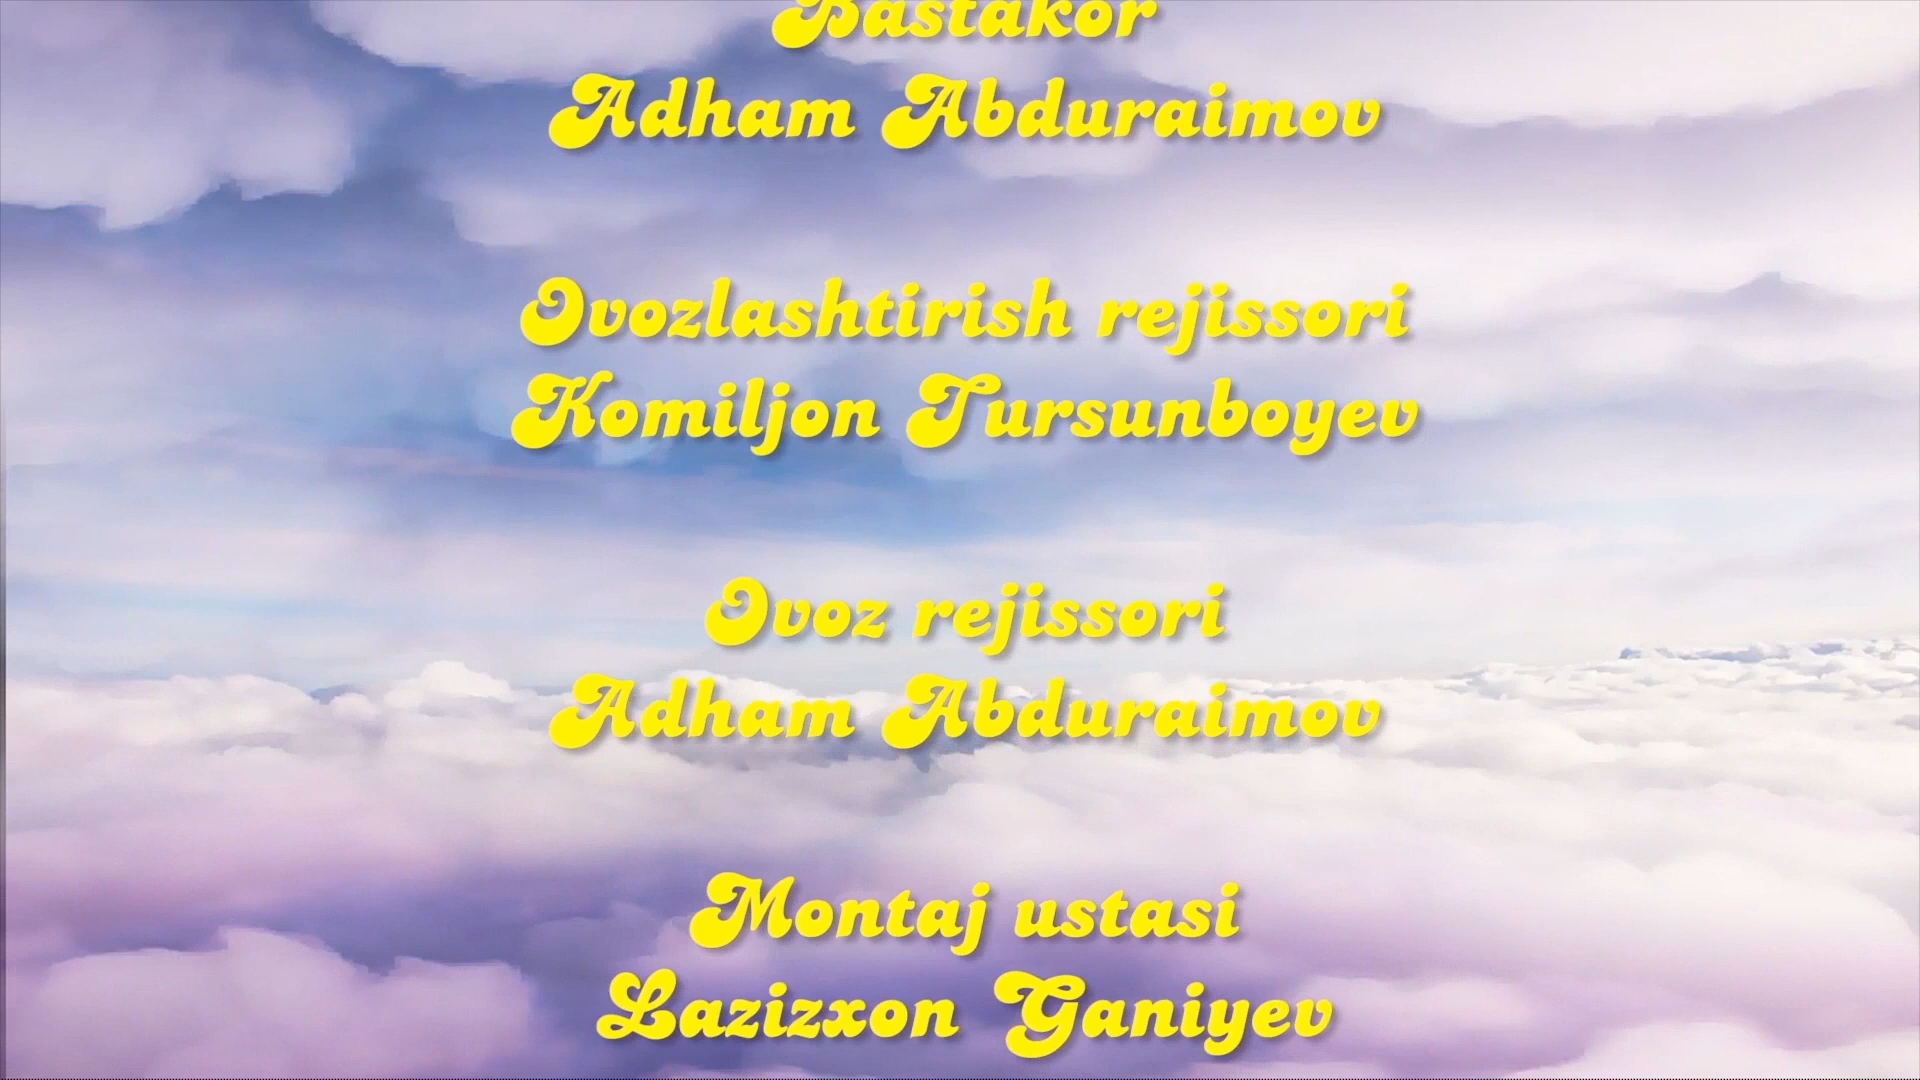 Bastakor
Adham Abduraimov
Ovozlashtirish rejissori
Komiljon Tursunboyev
Ovoz rejissori
Adham Abduraimov
Montaj ustasi
Lazizxon Ganiyev